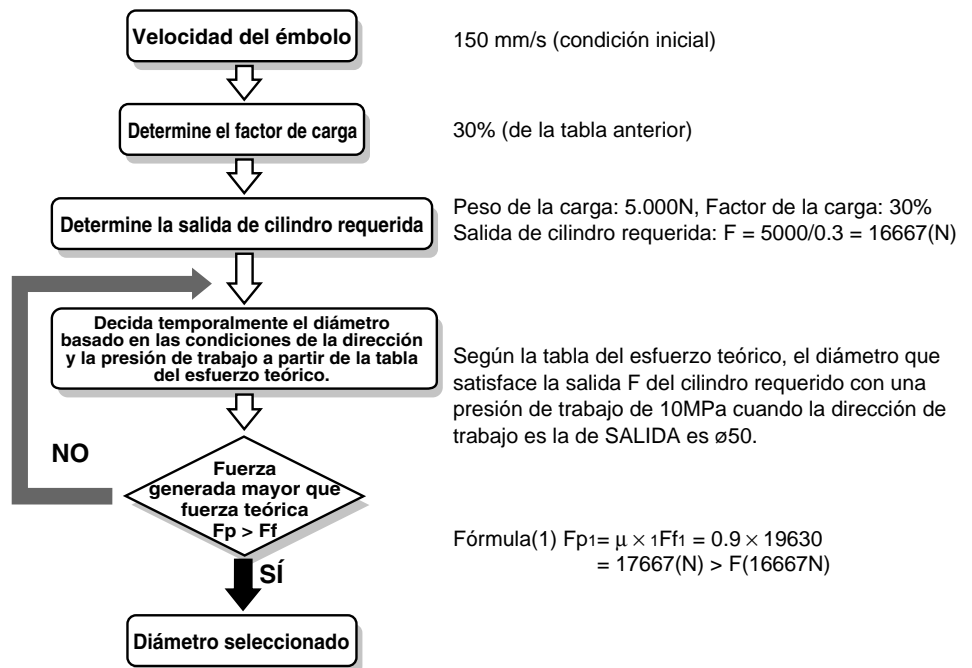 Velocidad del émbolo
150 mm/s (condición inicial)
Determine el factor de carga
30% (de la tabla anterior)
Determine la salida de cilindro requerida
Peso de la carga: 5.000N, Factor de la carga: 30%
Salida de cilindro requerida: F = 5000/0.3 = 16667(N)
Decida temporalmente el diámetro
basado en las condiciones de la dirección
y la presión de trabajo a partir de la tabla
del esfuerzo teórico.
Según la tabla del esfuerzo teórico, el diámetro que
satisface la salida F del cilindro requerido con una
presión de trabajo de 10MPa cuando la dirección de
trabajo es la de SALIDA es ø50.
NO
Fuerza
generada mayor que
fuerza teórica
Fp > Ff
Fórmula(1) Fp1= µ × 1Ff1 = 0.9 × 19630
= 17667(N) > F(16667N)
SÍ
Diámetro seleccionado